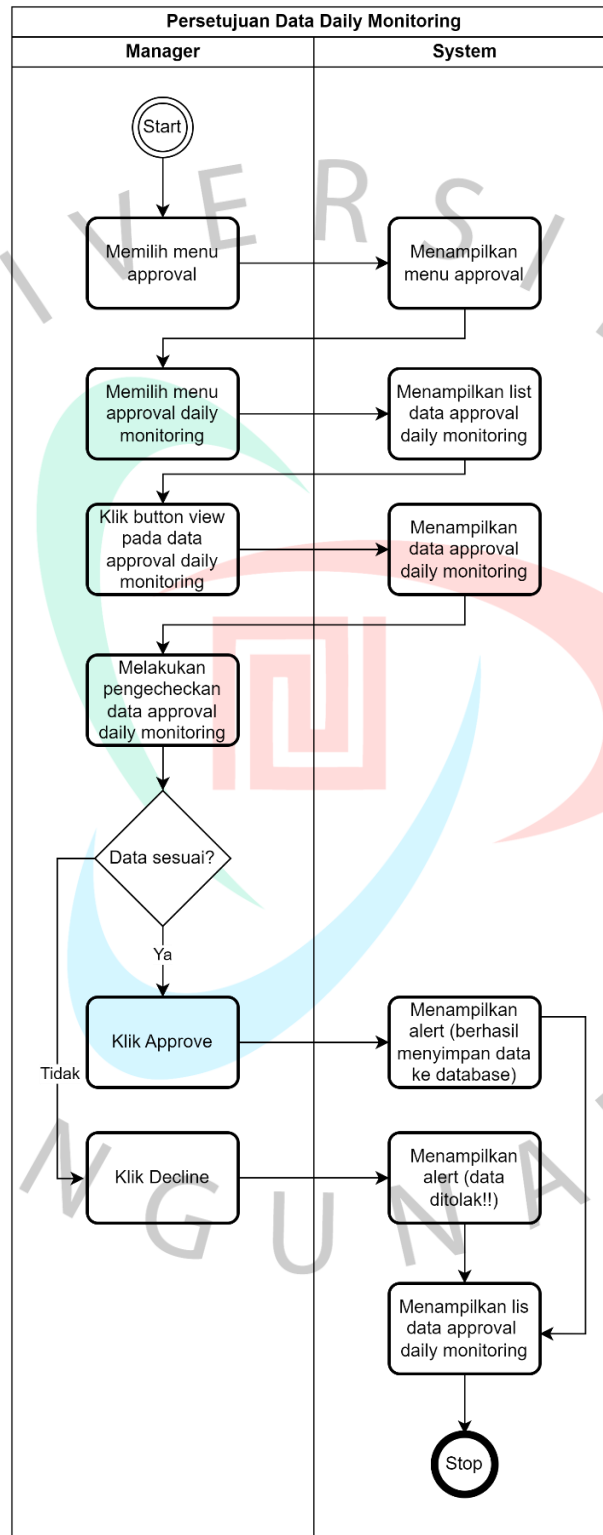 Persetujuan Data Daily Monitoring
Manager
System
Start
Memilih menu
approval
Menampilkan
menu approval
Memilih menu
approval daily
monitoring
Menampilkan list
data approval
daily monitoring
Klik button view
pada data
approval daily
monitoring
Menampilkan
data approval
daily monitoring
Melakukan
pengecheckan
data approval
daily monitoring
Data sesuai?
Ya
Tidak
Klik Approve
Menampilkan
alert (berhasil
menyimpan data
ke database)
Klik Decline
Menampilkan
alert (data
ditolak!!)
Menampilkan lis
data approval
daily monitoring
Stop
I V E R S I
N G U N A